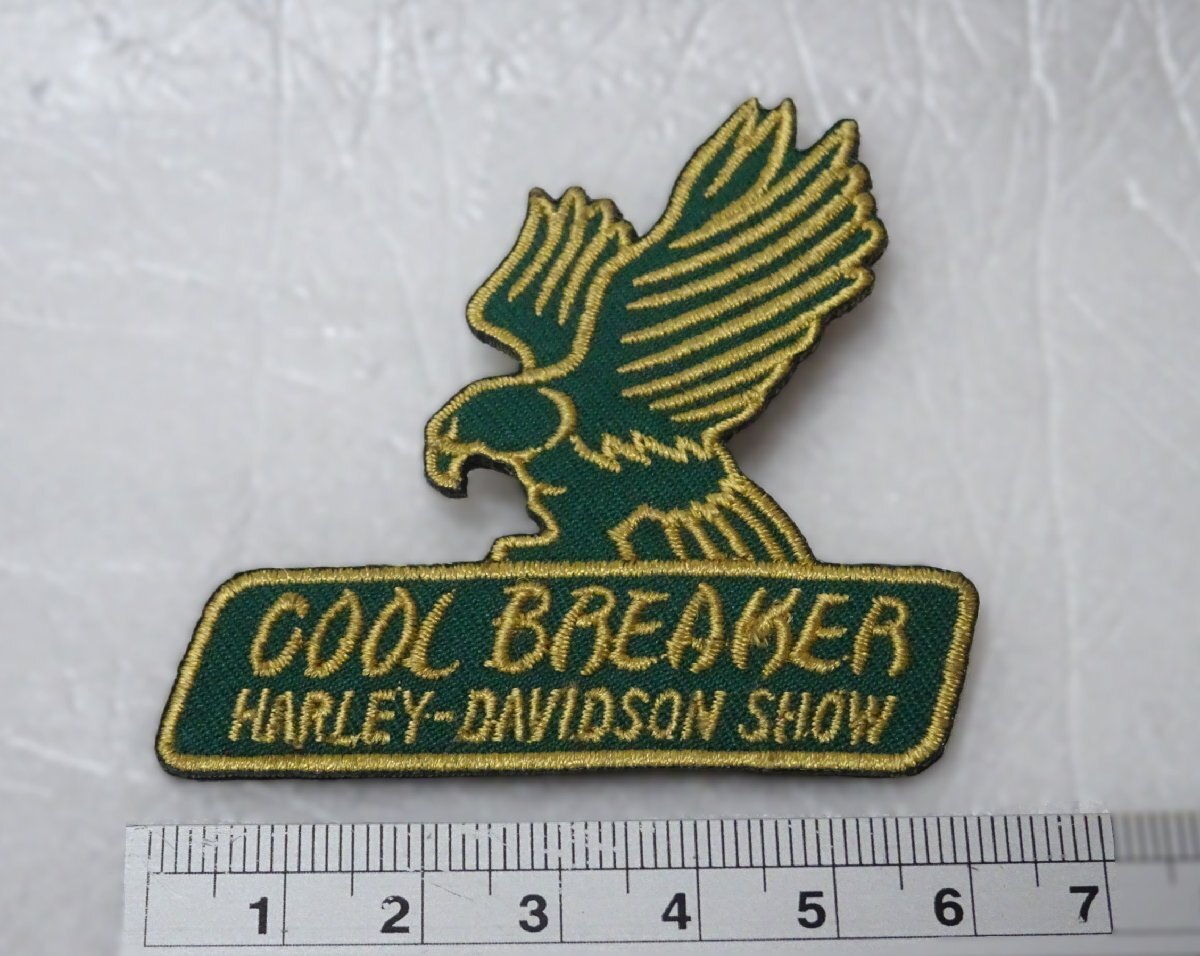 COOL BREAKER
HARLEY-DAVIDSON SHOW
1 2 3 4 5 6 7